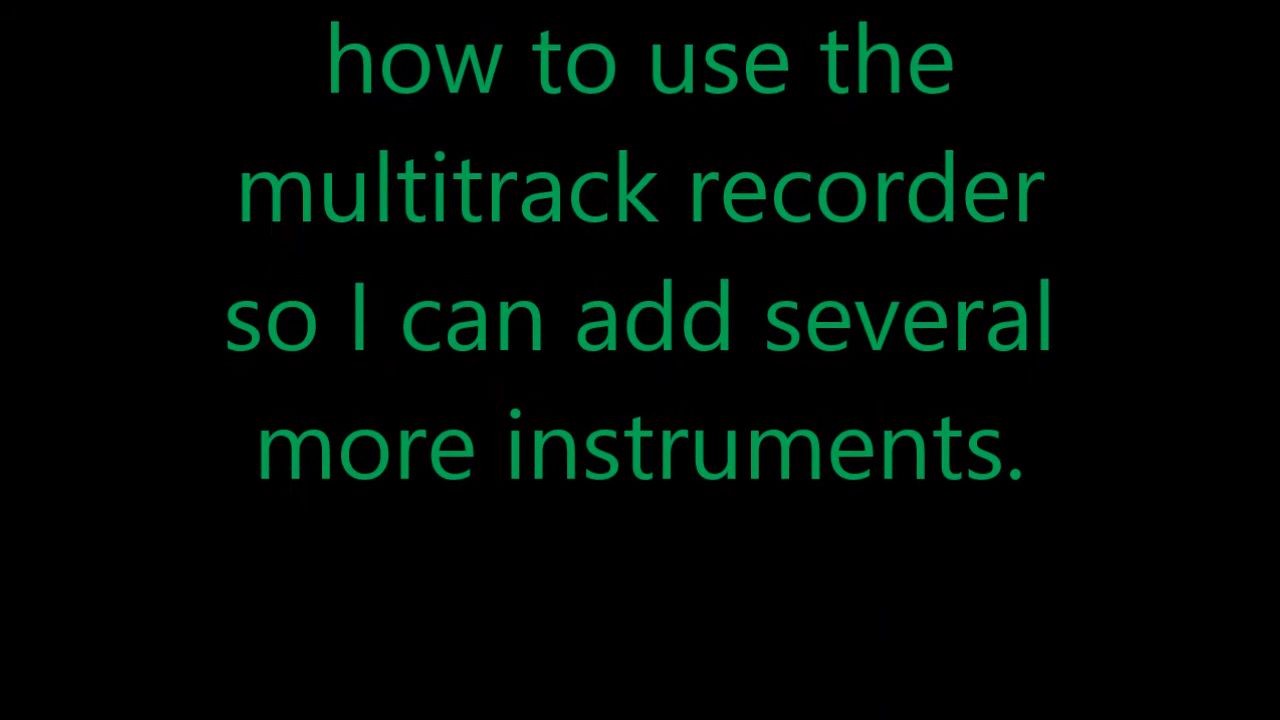 how to use the
multitrack recorder
so I can add several
more instruments.